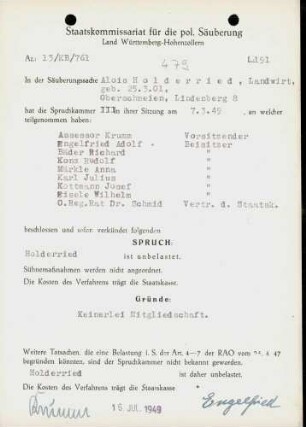 Staatskommissariat für die pol. Säuberung
Land Württemberg-Hohenzollern
Az: 15/KB/761
475
L151
In der Säuberungssache Alois Holderried, Landwirt,
geb. 25.3.01,
Lindenberg 8
hat die Spruchkammer III in ihrer Sitzung am 7.3.49, an welcher
teilgenommen haben:
Assessor Krumm Vorsitzender
Engelfried Adolf Beisitzer
Bäder Richard "
Konz Rudolf "
Märkle Anna "
Karl Julius "
Kottmann Josef "
Eisele Wilhelm "
O.Reg.Rat Dr. Schmid Vertr. d. Staatsk.
beschlossen und sofort verkündet folgenden
SPRUCH:
Holderried ist unbelastet.
Sühnemaßnahmen werden nicht angeordnet.
Die Kosten des Verfahrens trägt die Staatskasse.
Gründe:
Keinerlei Mitgliedschaft.
Weitere Tatsachen, die eine Belastung i. S. der Art. 4—7 der RAO vom 4. 47
begründen könnten, sind der Spruchkammer nicht bekannt geworden.
Holderried ist daher unbelastet.
Die Kosten des Verfahrens trägt die Staatskasse
Krumm 16 JUL 1949 Engelfried